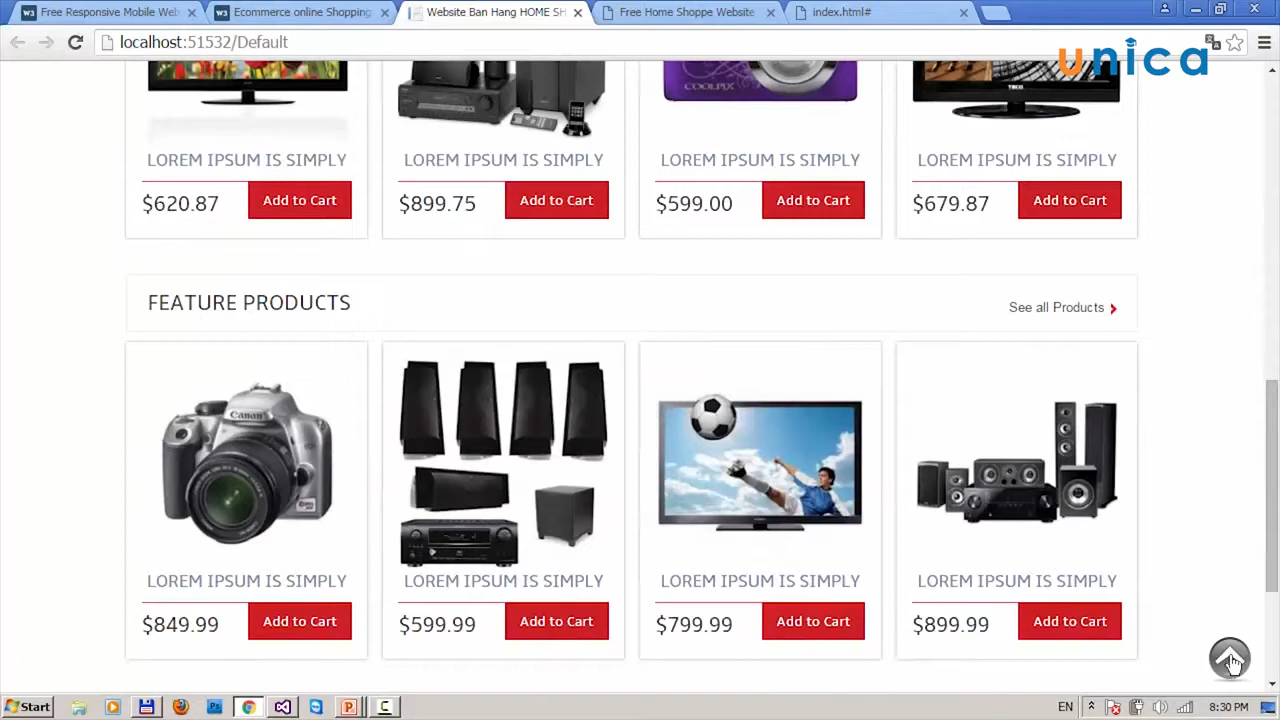 Free Responsive Mobile Web
Ecommerce online Shopping
Website Ban Hang HOME SH
Free Home Shoppe Website
index.html#
localhost:51532/Default
unica
COOLPIX
LOREM IPSUM IS SIMPLY
LOREM IPSUM IS SIMPLY
LOREM IPSUM IS SIMPLY
LOREM IPSUM IS SIMPLY
$620.87
Add to Cart
$899.75
Add to Cart
$599.00
Add to Cart
$679.87
Add to Cart
FEATURE PRODUCTS
See all Products
Canon
LOREM IPSUM IS SIMPLY
LOREM IPSUM IS SIMPLY
LOREM IPSUM IS SIMPLY
LOREM IPSUM IS SIMPLY
$849.99
Add to Cart
$599.99
Add to Cart
$799.99
Add to Cart
$899.99
Add to Cart
Start
EN
8:30 PM